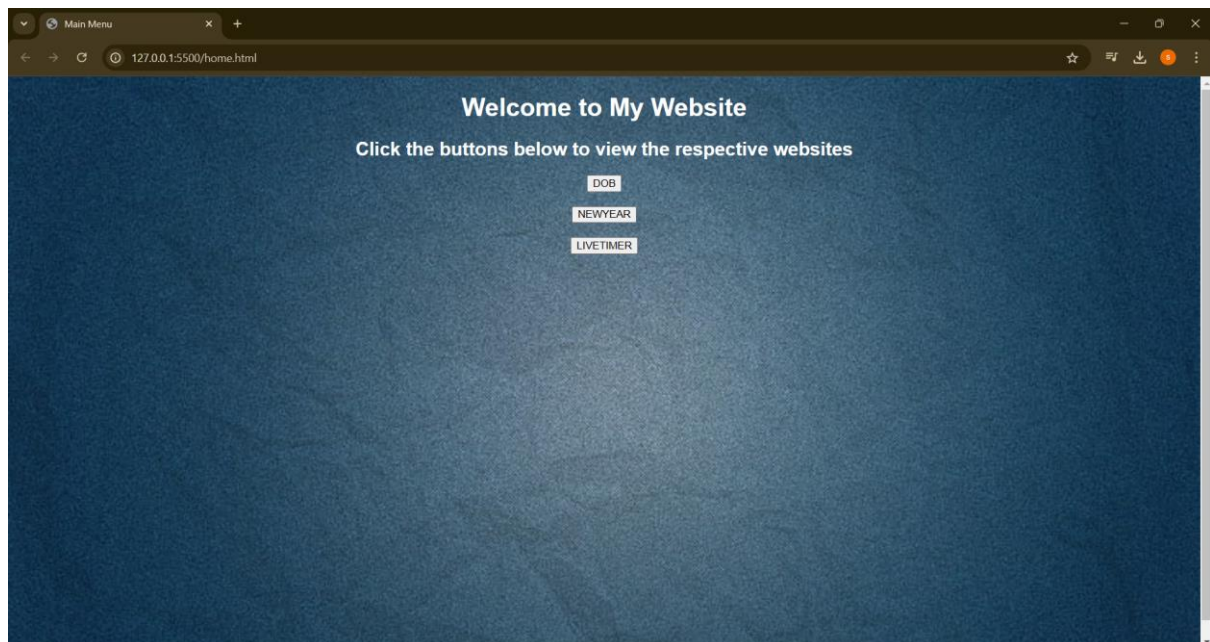 Main Menu
127.0.0.1:5500/home.html
Welcome to My Website
Click the buttons below to view the respective websites
DOB
NEWYEAR
LIVETIMER